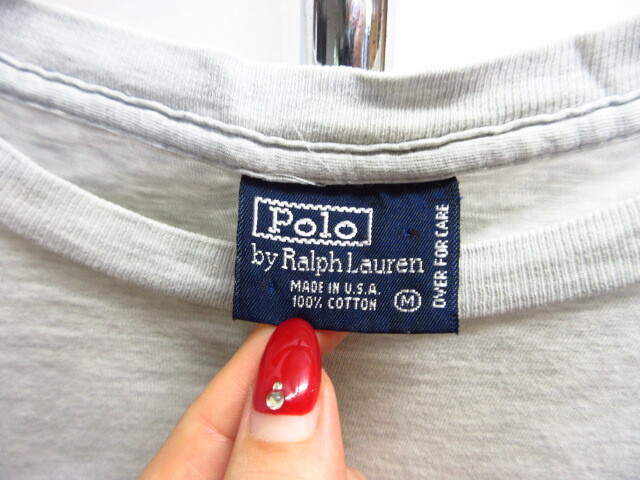 Polo
by Ralph Lauren
MADE IN U.S.A.
100% COTTON
M
OVER FOR CARE